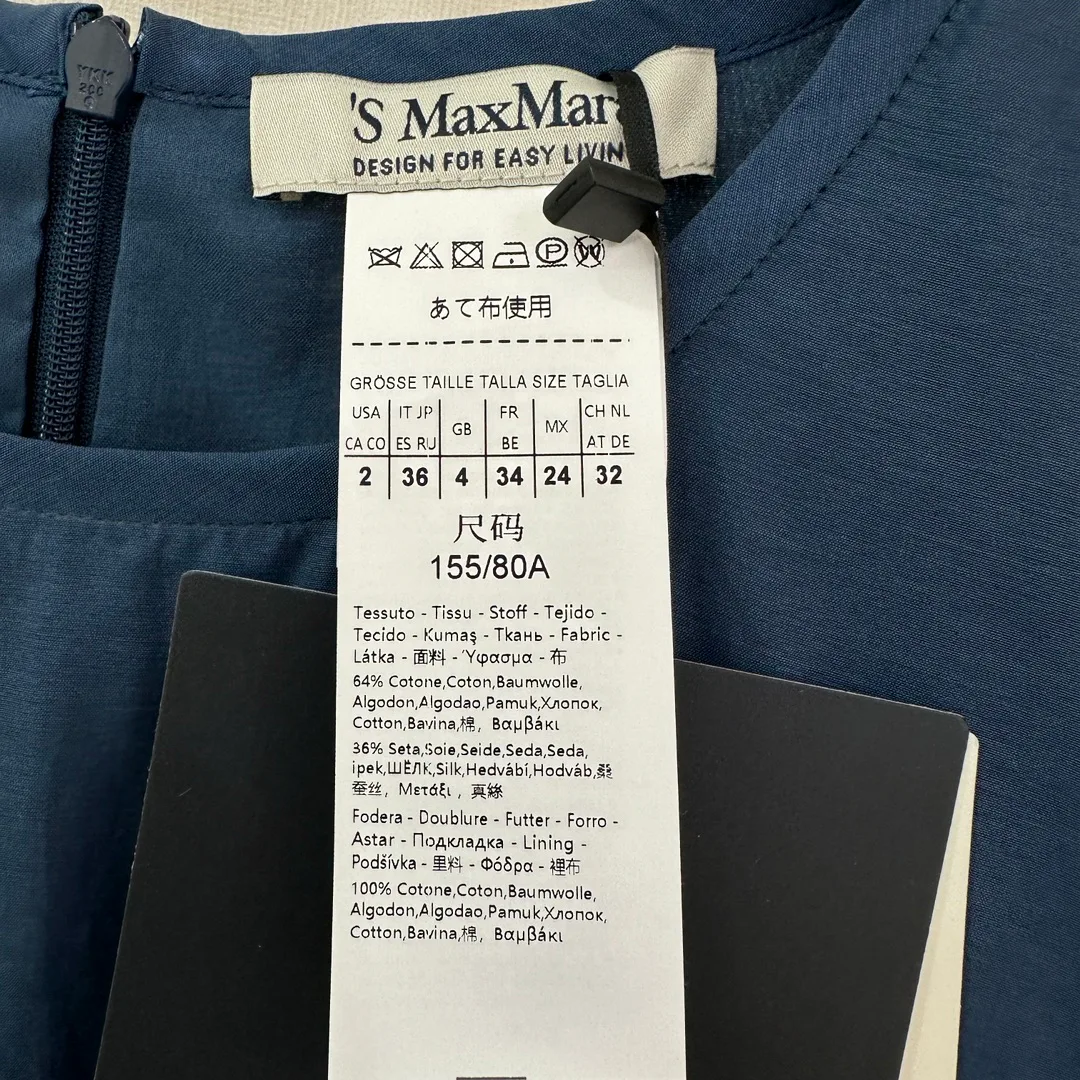 YKK
200
'S MaxMara
DESIGN FOR EASY LIVIN
P W
あて布使用
GRÖSSE TAILLE TALLA SIZE TAGLIA
USA IT JP GB FR MX CH NL
CA CO ES RU BE AT DE
2 36 4 34 24 32
尺码
155/80A
Tessuto - Tissu - Stoff - Tejido -
Tecido - Kumaş - Ткань - Fabric -
Látka - 面料 - Ύφασμα - 布
64% Cotone,Coton,Baumwolle,
Algodon,Algodao,Pamuk,Хлопок,
Cotton,Bavina,棉, Βαμβάκι
36% Seta,Soie,Seide,Seda,Seda,
ipek,ШЁЛК,Silk,Hedvábí,Hodváb,
蚕丝, Μετάξι , 真絲
Fodera - Doublure - Futter - Forro -
Astar - Подкладка - Lining -
Podšívka - 里料 - Φόδρα - 裡布
100% Cotone,Coton,Baumwolle,
Algodon,Algodao,Pamuk,Хлопок,
Cotton,Bavina,棉, Βαμβάκι